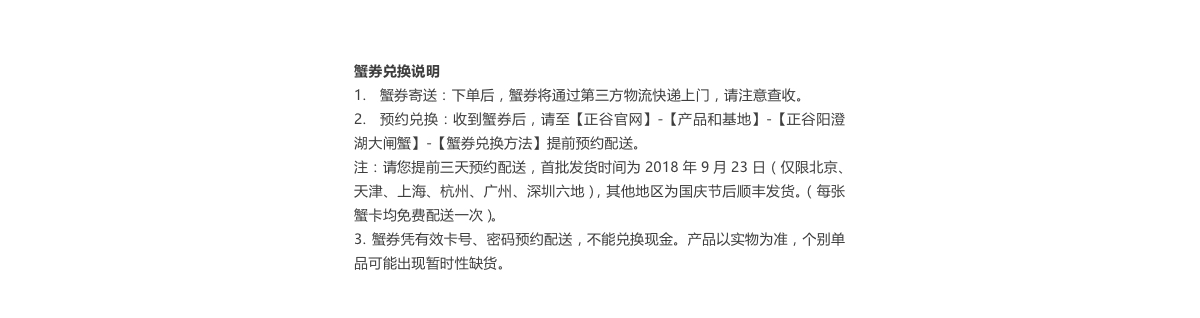 蟹券兑换说明
1. 蟹券寄送：下单后，蟹券将通过第三方物流快递上门，请注意查收。
2. 预约兑换：收到蟹券后，请至【正谷官网】-【产品和基地】-【正谷阳澄
湖大闸蟹】-【蟹券兑换方法】提前预约配送。
注：请您提前三天预约配送，首批发货时间为 2018 年 9 月 23 日（仅限北京、
天津、上海、杭州、广州、深圳六地），其他地区为国庆节后顺丰发货。（每张
蟹卡均免费配送一次）。
3. 蟹券凭有效卡号、密码预约配送，不能兑换现金。产品以实物为准，个别单
品可能出现暂时性缺货。